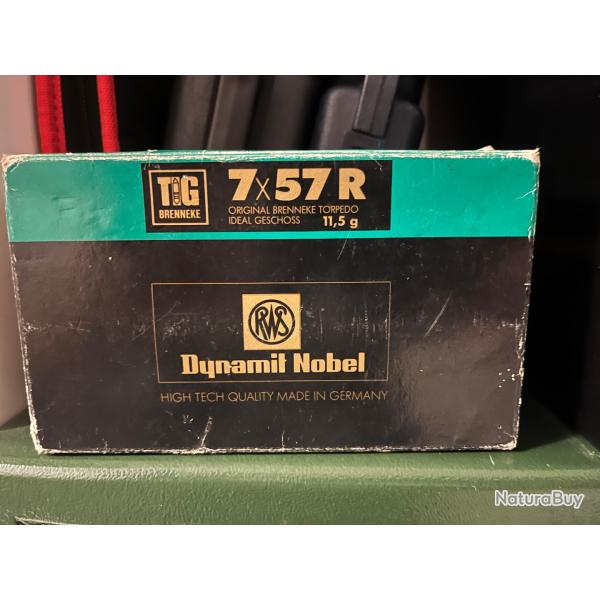 TIG
BRENNEKE
7x57R
ORIGINAL BRENNEKE TORPEDO
IDEAL GESCHOSS 11,5 g
RWS
Dynamit Nobel
HIGH TECH QUALITY MADE IN GERMANY
NaturaBuy